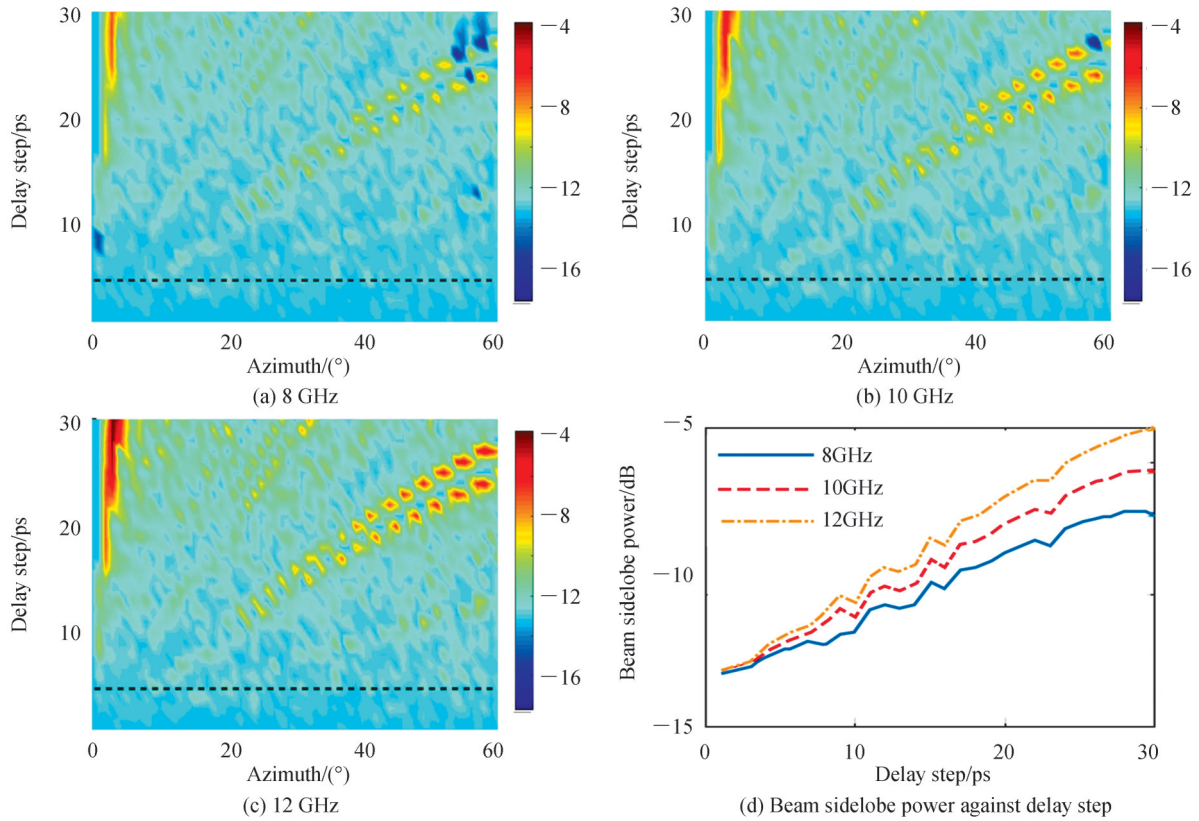 30
20
10
Delay step/ps
0 20 40 60
Azimuth/(°)
−4
−8
−12
−16
(a) 8 GHz
30
20
10
Delay step/ps
0 20 40 60
Azimuth/(°)
−4
−8
−12
−16
(b) 10 GHz
30
20
10
Delay step/ps
0 20 40 60
Azimuth/(°)
−4
−8
−12
−16
(c) 12 GHz
−5
−10
−15
Beam sidelobe power/dB
8GHz
10GHz
12GHz
0 10 20 30
Delay step/ps
(d) Beam sidelobe power against delay step